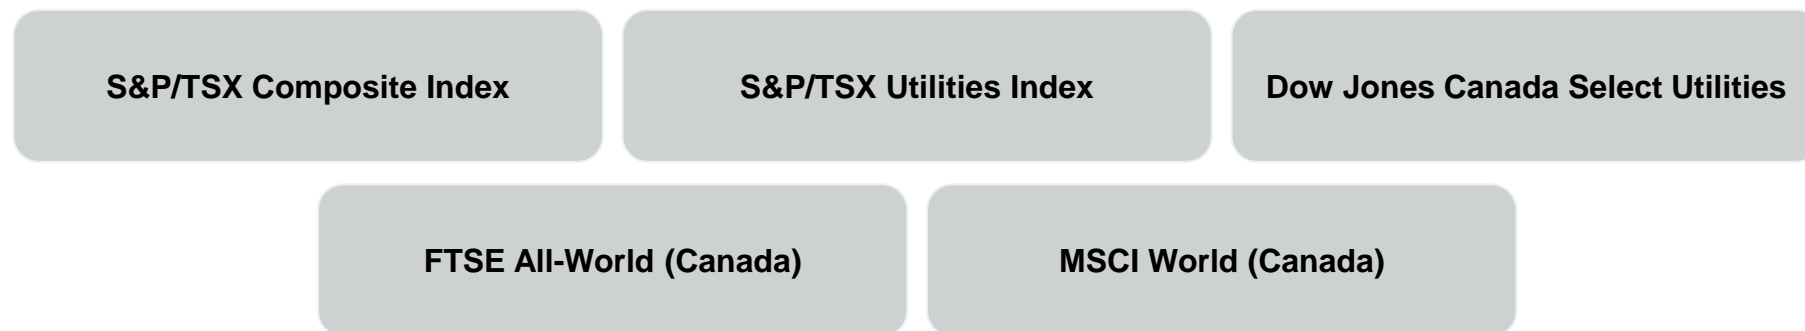 S&P/TSX Composite Index
S&P/TSX Utilities Index
Dow Jones Canada Select Utilities
FTSE All-World (Canada)
MSCI World (Canada)